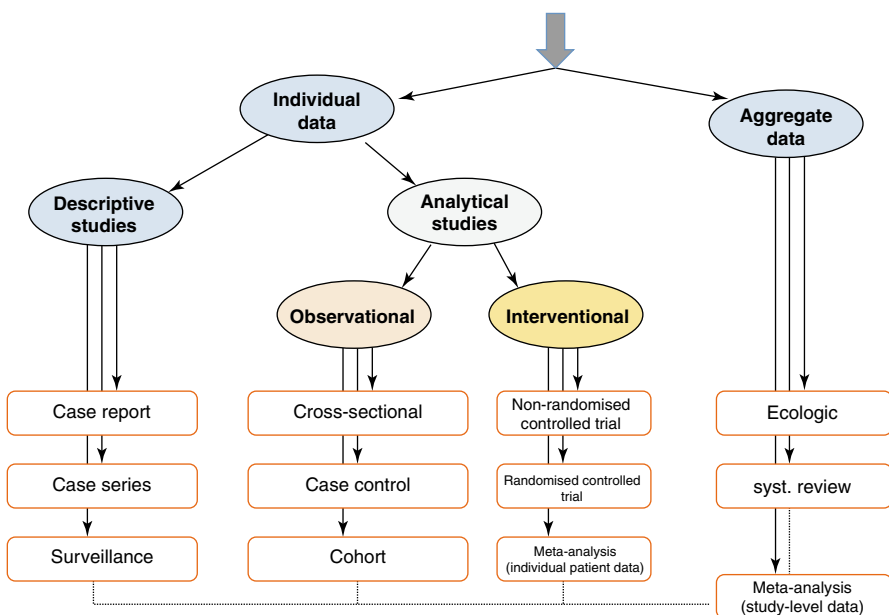 Individual
data
Aggregate
data
Descriptive
studies
Analytical
studies
Observational
Interventional
Case report
Cross-sectional
Non-randomised
controlled trial
Ecologic
Case series
Case control
Randomised controlled
trial
syst. review
Surveillance
Cohort
Meta-analysis
(individual patient data)
Meta-analysis
(study-level data)